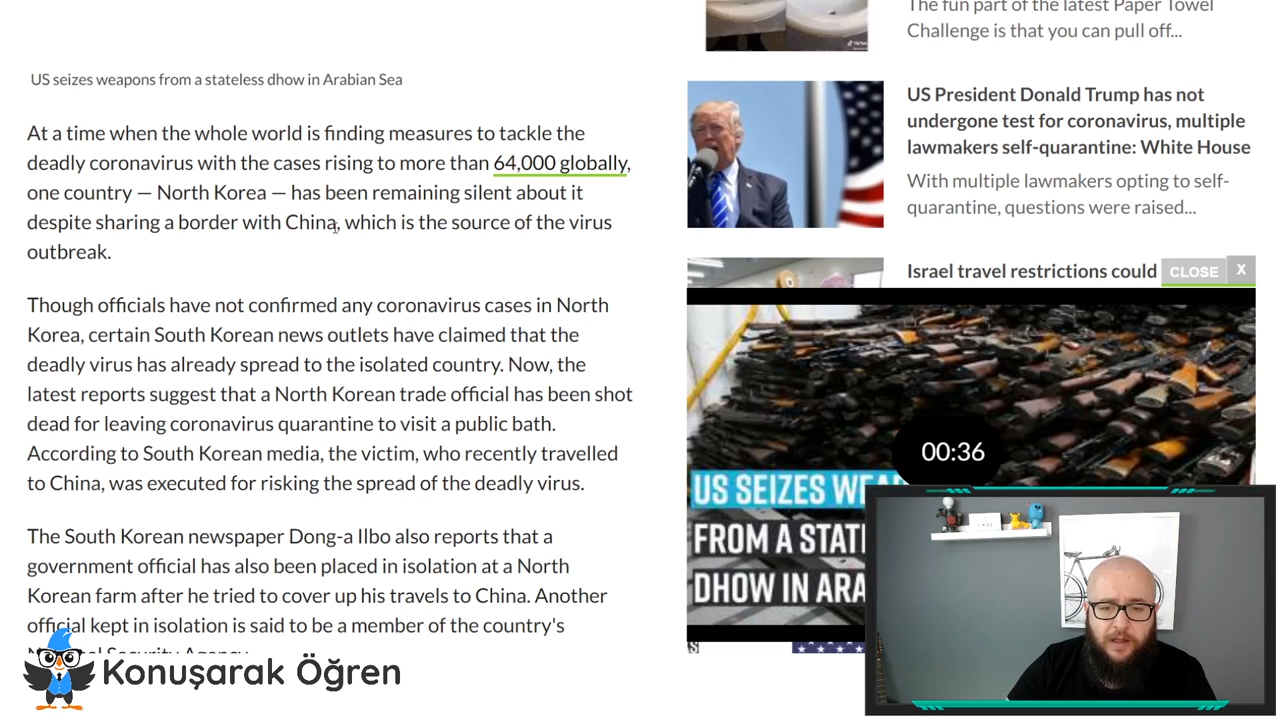 US seizes weapons from a stateless dhow in Arabian Sea
At a time when the whole world is finding measures to tackle the
deadly coronavirus with the cases rising to more than 64,000 globally,
one country — North Korea — has been remaining silent about it
despite sharing a border with China, which is the source of the virus
outbreak.
Though officials have not confirmed any coronavirus cases in North
Korea, certain South Korean news outlets have claimed that the
deadly virus has already spread to the isolated country. Now, the
latest reports suggest that a North Korean trade official has been shot
dead for leaving coronavirus quarantine to visit a public bath.
According to South Korean media, the victim, who recently travelled
to China, was executed for risking the spread of the deadly virus.
The South Korean newspaper Dong-a Ilbo also reports that a
government official has also been placed in isolation at a North
Korean farm after he tried to cover up his travels to China. Another
official kept in isolation is said to be a member of the country's
Konuşarak Öğren
The fun part of the latest Paper Towel
Challenge is that you can pull off...
US President Donald Trump has not
undergone test for coronavirus, multiple
lawmakers self-quarantine: White House
With multiple lawmakers opting to self-
quarantine, questions were raised...
Israel travel restrictions could
CLOSE X
00:36
US SEIZES
FROM A
DHOW IN